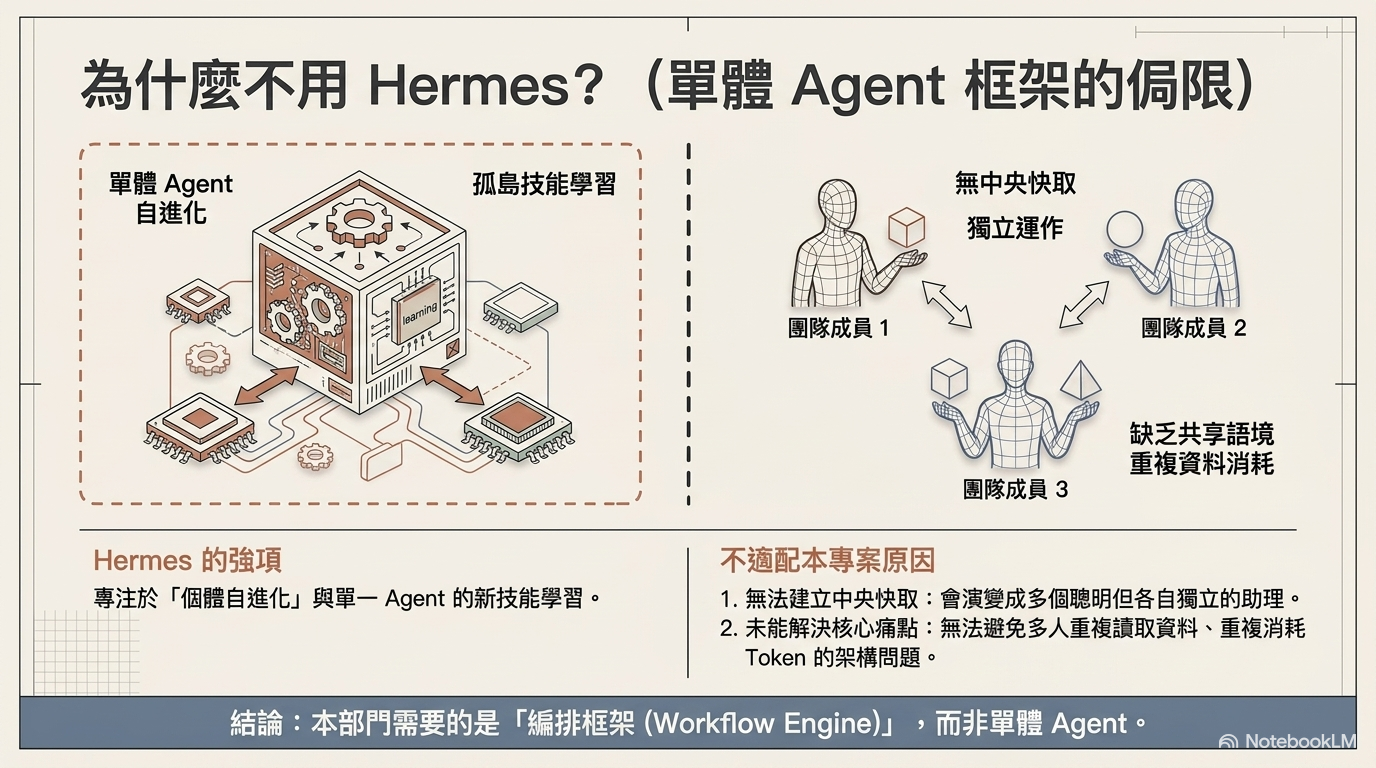 為什麼不用 Hermes?（單體 Agent 框架的侷限）
單體 Agent
自進化
孤島技能學習
learning
無中央快取
獨立運作
團隊成員 1
團隊成員 2
團隊成員 3
缺乏共享語境
重複資料消耗
Hermes 的強項
專注於「個體自進化」與單一 Agent 的新技能學習。
不適配本專案原因
1. 無法建立中央快取：會演變成多個聰明但各自獨立的助理。
2. 未能解決核心痛點：無法避免多人重複讀取資料、重複消耗
Token 的架構問題。
結論：本部門需要的是「編排框架 (Workflow Engine)」，而非單體 Agent。
NotebookLM